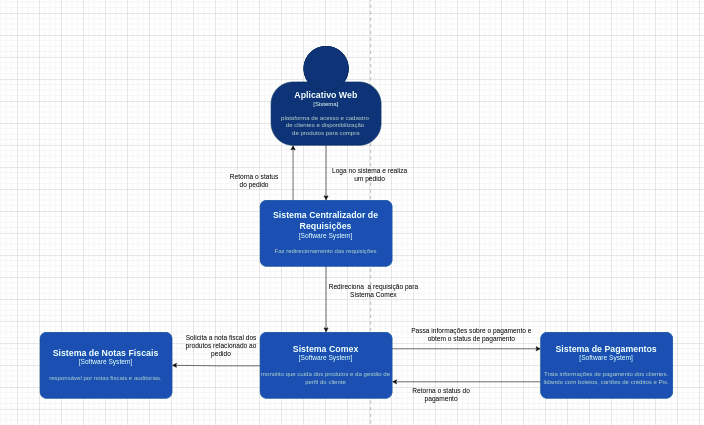 Aplicativo Web
[Sistema]
plataforma de acesso e cadastro
de clientes e disponibilização
de produtos para compra
Retorna o status
do pedido
Loga no sistema e realiza
um pedido
Sistema Centralizador de
Requisições
[Software System]
Faz redirecionamento das requisições
Redireciona a requisição para
Sistema Comex
Sistema de Notas Fiscais
[Software System]
responsável por notas fiscais e auditorias.
Solicita a nota fiscal dos
produtos relacionado ao
pedido
Sistema Comex
[Software System]
monolito que cuida dos produtos e da gestão de
perfil do cliente
Passa informações sobre o pagamento e
obtem o status de pagamento
Retorna o status do
pagamento
Sistema de Pagamentos
[Software System]
Trata informações de pagamento dos clientes.
lidando com boletos, cartões de créditos e Pix.